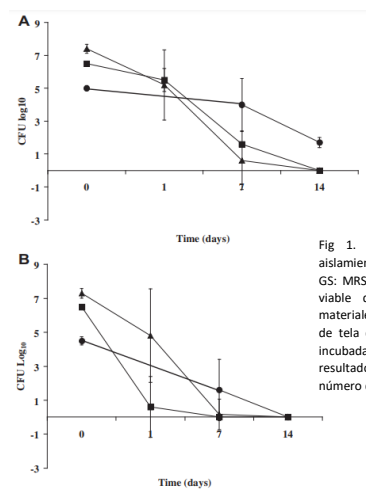 A
9
7
5
3
1
-1
-3
CFU log10
0 1 7 14
Time (days)
B
9
7
5
3
1
-1
-3
CFU Log10
0 1 7 14
Time (days)
Fig 1.
aislamien
GS: MRS
viable c
materiale
de tela
incubada
resultado
número